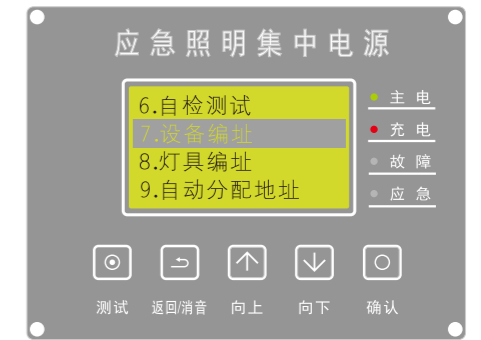 应急照明集中电源
6.自检测试
7.设备编址
8.灯具编址
9.自动分配地址
主电
充电
故障
应急
测试 返回/消音 向上 向下 确认